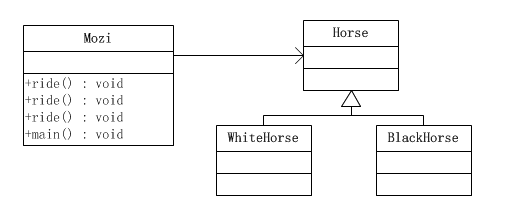 Mozi
+ride() : void
+ride() : void
+ride() : void
+main() : void
Horse
WhiteHorse
BlackHorse